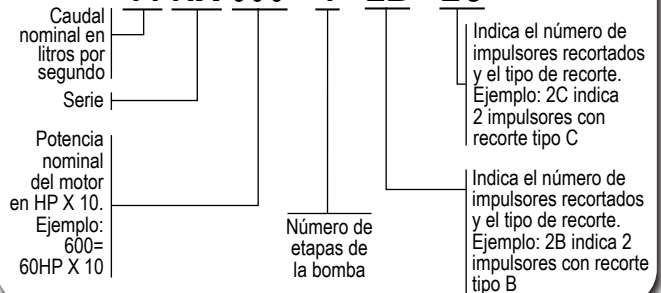 Caudal
nominal en
litros por
segundo
Serie
Potencia
nominal
del motor
en HP X 10.
Ejemplo:
600=
60HP X 10
Número de
etapas de
la bomba
Indica el número de
impulsores recortados
y el tipo de recorte.
Ejemplo: 2C indica
2 impulsores con
recorte tipo C
Indica el número de
impulsores recortados
y el tipo de recorte.
Ejemplo: 2B indica 2
impulsores con recorte
tipo B